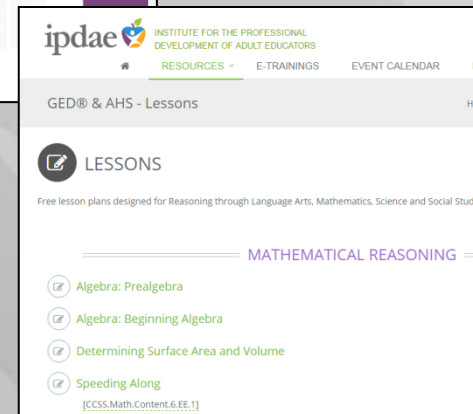 ipdae
INSTITUTE FOR THE PROFESSIONAL
DEVELOPMENT OF ADULT EDUCATORS
RESOURCES E-TRAININGS EVENT CALENDAR
GED® & AHS - Lessons
LESSONS
Free lesson plans designed for Reasoning through Language Arts, Mathematics, Science and Social
MATHEMATICAL REASONING
Algebra: Prealgebra
Algebra: Beginning Algebra
Determining Surface Area and Volume
Speeding Along
[CCSS.Math.Content.6.EE.1]